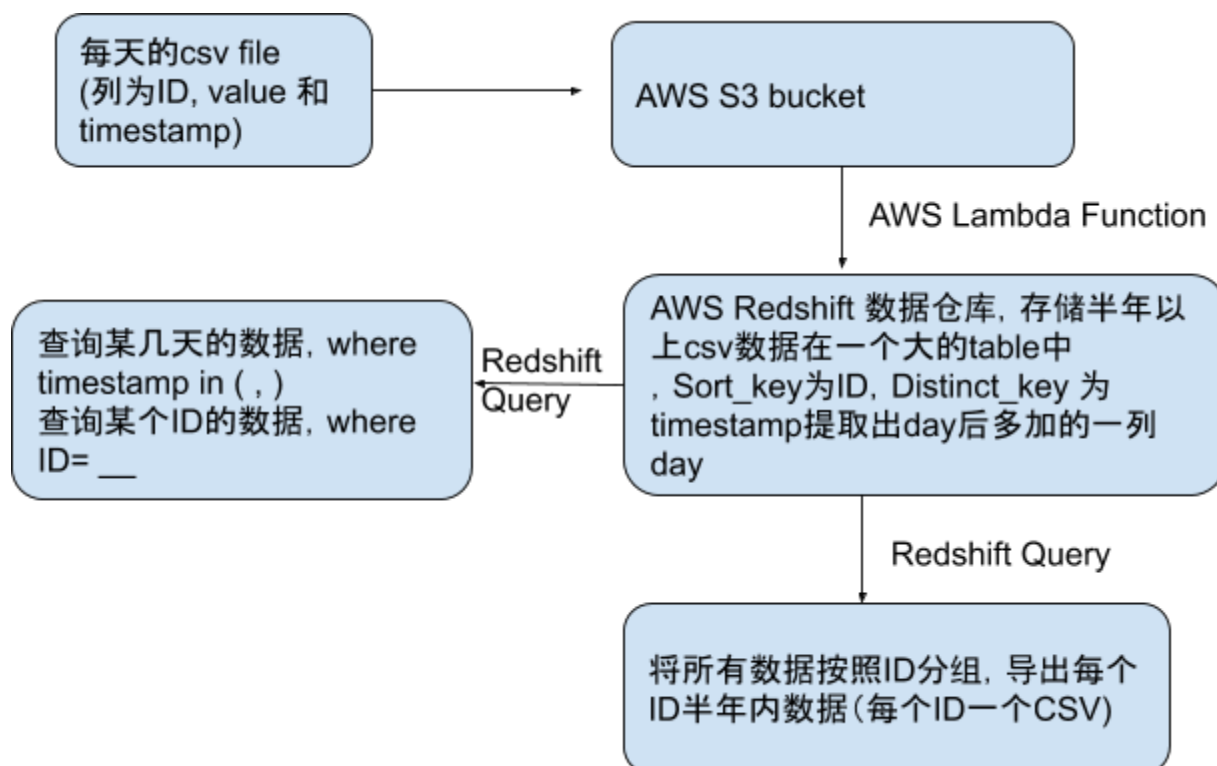 每天的csv file
(列为ID, value 和
timestamp)
AWS S3 bucket
AWS Lambda Function
AWS Redshift 数据仓库, 存储半年以
上csv数据在一个大的table中
, Sort_key为ID, Distinct_key 为
timestamp提取出day后多加的一列
day
Redshift
Query
查询某几天的数据, where
timestamp in ( , )
查询某个ID的数据, where
ID= __
Redshift Query
将所有数据按照ID分组, 导出每个
ID半年内数据(每个ID一个CSV)